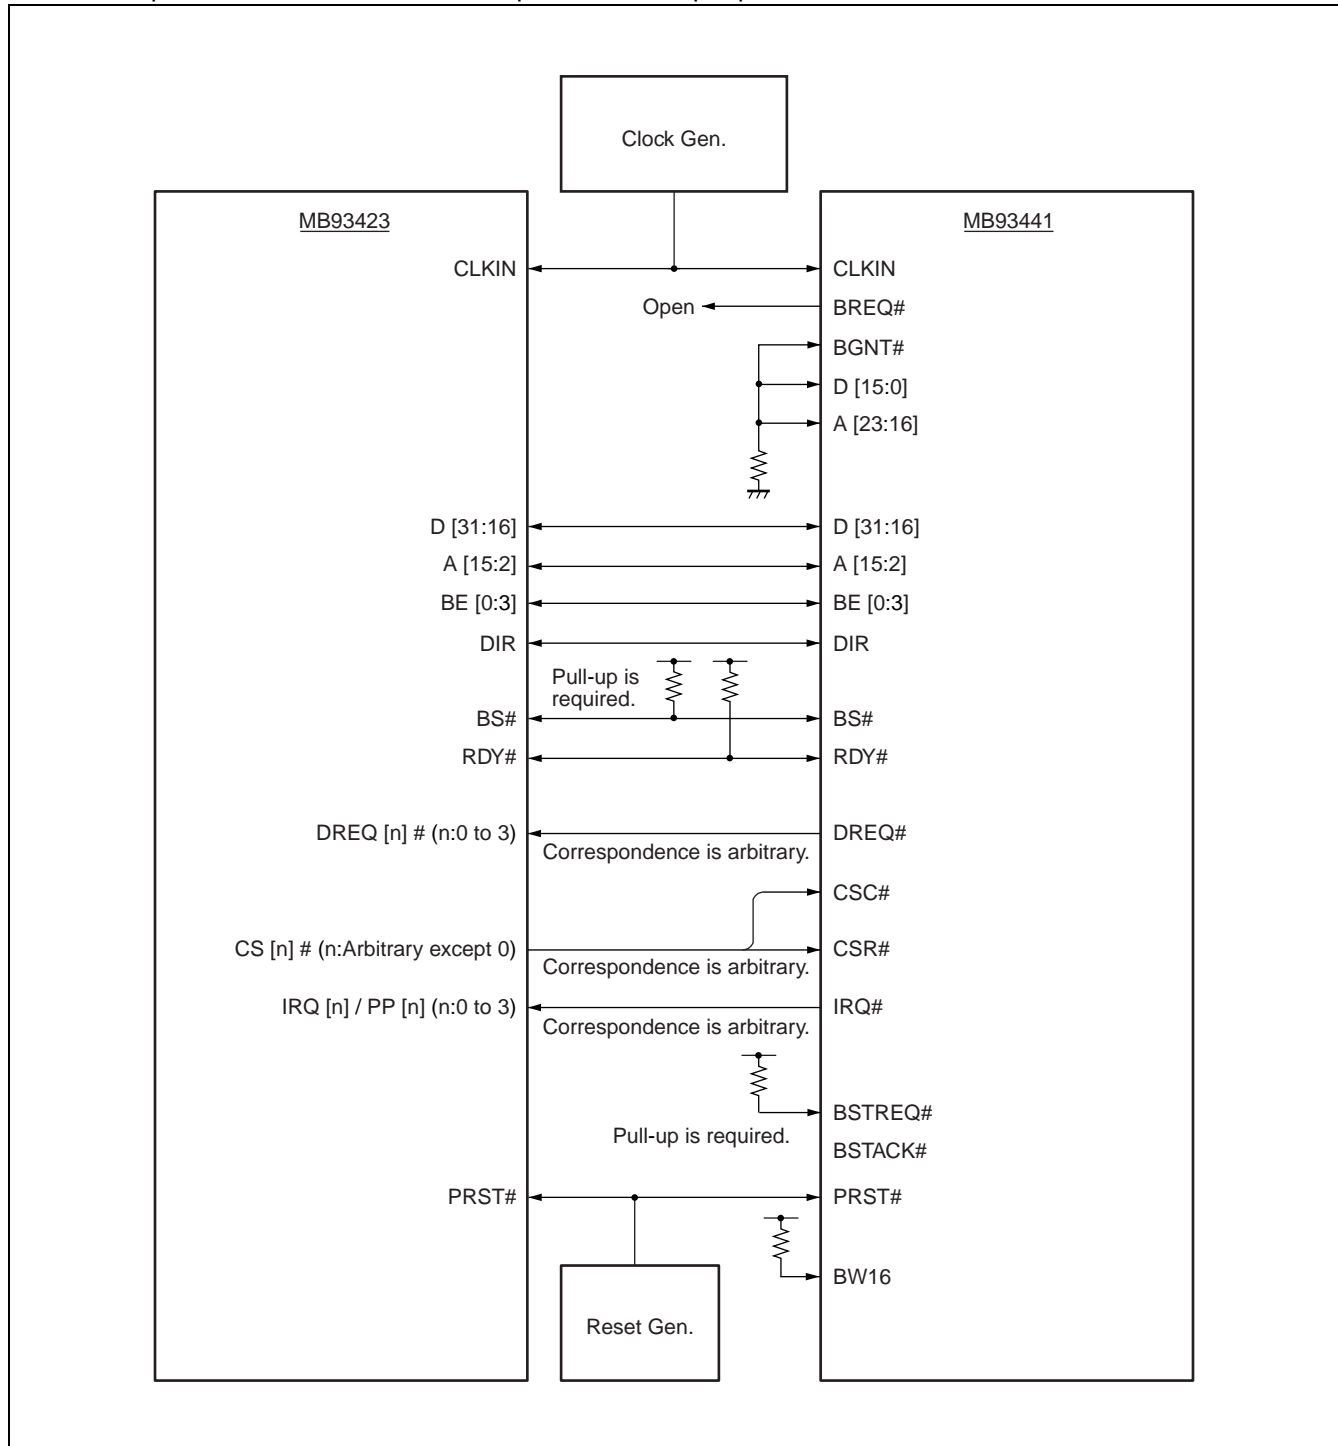 Clock Gen.
MB93423
MB93441
CLKIN
CLKIN
Open
BREQ#
BGNT#
D [15:0]
A [23:16]
D [31:16]
D [31:16]
A [15:2]
A [15:2]
BE [0:3]
BE [0:3]
DIR
DIR
Pull-up is
required.
BS#
BS#
RDY#
RDY#
DREQ [n] # (n:0 to 3)
DREQ#
Correspondence is arbitrary.
CSC#
CS [n] # (n:Arbitrary except 0)
CSR#
Correspondence is arbitrary.
IRQ [n] / PP [n] (n:0 to 3)
IRQ#
Correspondence is arbitrary.
BSTREQ#
Pull-up is required.
BSTACK#
PRST#
PRST#
BW16
Reset Gen.